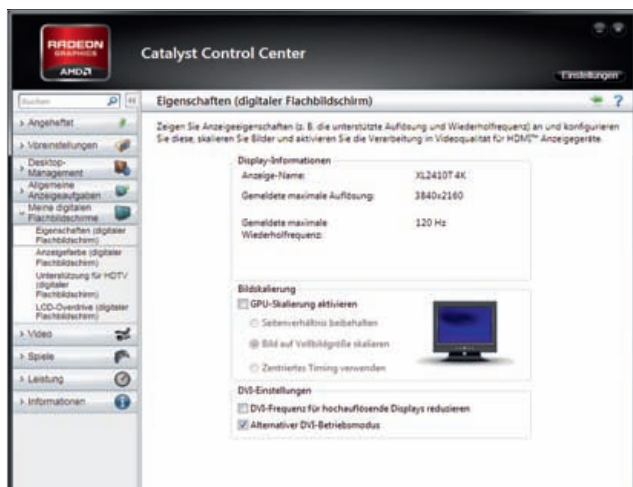 RADEON
GRAPHICS
AMD
Catalyst Control Center
Einstellungen
Suchen
Eigenschaften (digitaler Flachbildschirm)
Angeheftet
Voreinstellungen
Desktop-
Management
Allgemeine
Anzeigeaufgaben
Meine digitalen
Flachbildschirme
Eigenschaften (digitaler
Flachbildschirm)
Anzeigefarbe (digitaler
Flachbildschirm)
Unterstützung für HDTV
(digitaler
Flachbildschirm)
LCD-Overdrive (digitaler
Flachbildschirm)
Video
Spiele
Leistung
Informationen
Zeigen Sie Anzeigeeigenschaften (z. B. die unterstützte Auflösung und Wiederholfrequenz) an und konfigurieren
Sie diese, skalieren Sie Bilder und aktivieren Sie die Verarbeitung in Videoqualität für HDMI™ Anzeigegeräte.
Display-Informationen
Anzeige-Name: XL2410T 4K
Gemeldete maximale Auflösung: 3840x2160
Gemeldete maximale 120 Hz
Wiederholfrequenz:
Bildskalierung
GPU-Skalierung aktivieren
Seitenverhältnis beibehalten
Bild auf Vollbildgröße skalieren
Zentriertes Timing verwenden
DVI-Einstellungen
DVI-Frequenz für hochauflösende Displays reduzieren
Alternativer DVI-Betriebsmodus